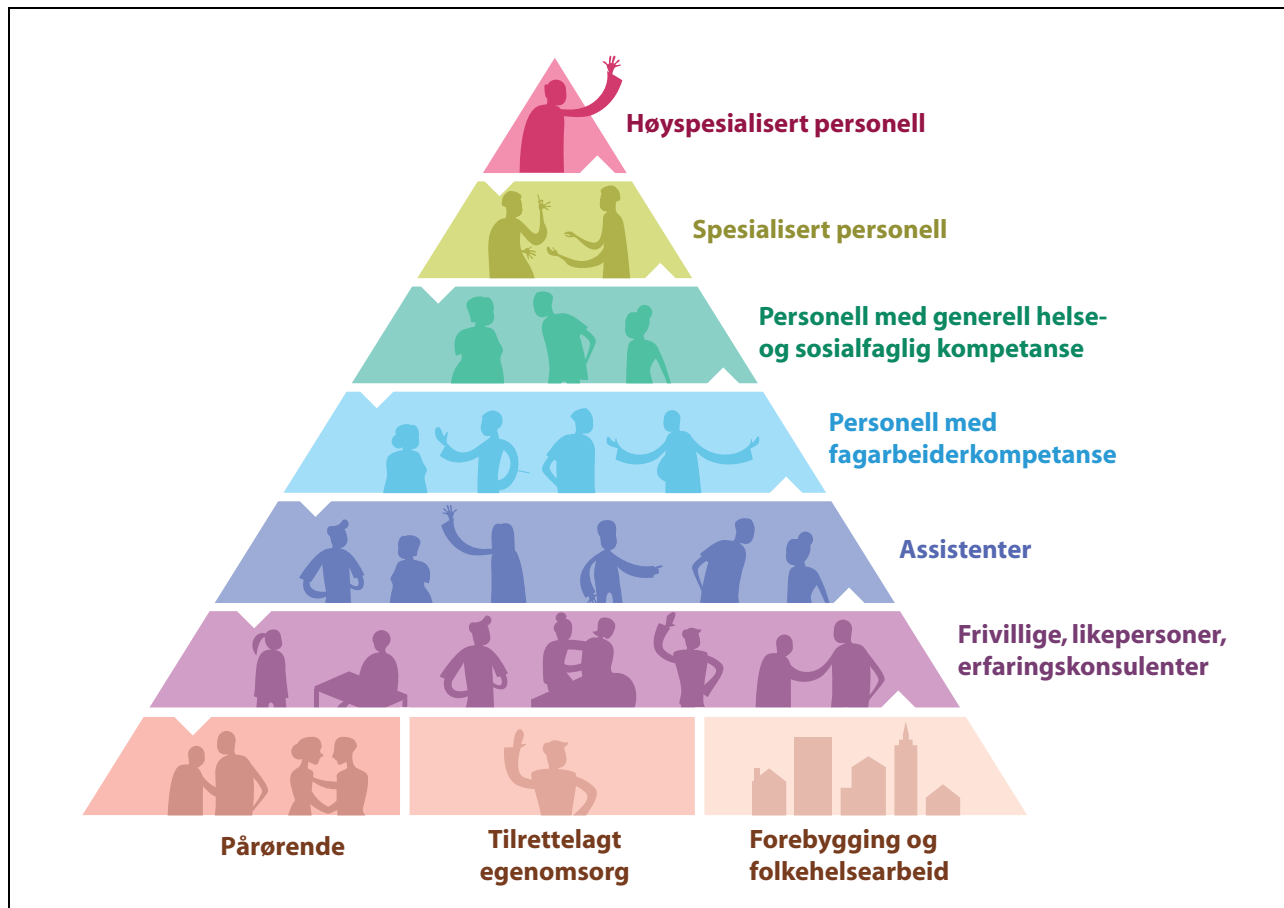 Høyspesialisert personell
Spesialisert personell
Personell med generell helse-
og sosialfaglig kompetanse
Personell med
fagarbeiderkompetanse
Assistenter
Frivillige, likepersoner,
erfaringskonsulenter
Pårørende
Tilrettelagt
egenomsorg
Forebygging og
folkehelsearbeid